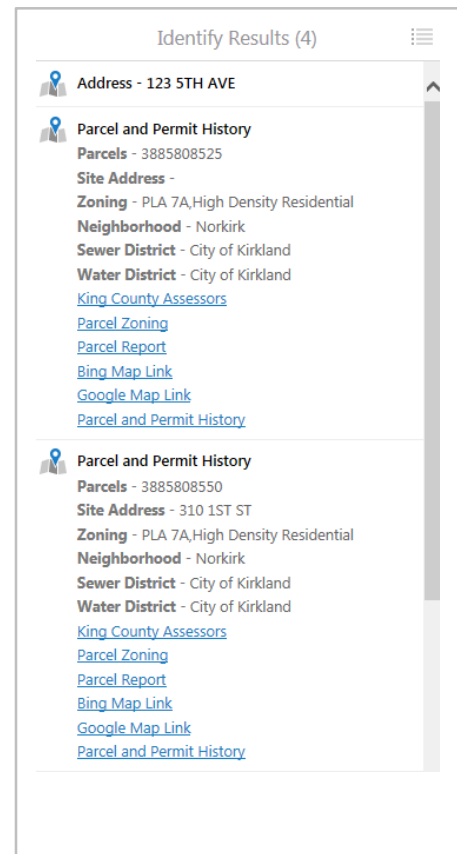 Identify Results (4)
Address - 123 5TH AVE
Parcel and Permit History
Parcels - 3885808525
Site Address -
Zoning - PLA 7A,High Density Residential
Neighborhood - Norkirk
Sewer District - City of Kirkland
Water District - City of Kirkland
King County Assessors
Parcel Zoning
Parcel Report
Bing Map Link
Google Map Link
Parcel and Permit History
Parcel and Permit History
Parcels - 3885808550
Site Address - 310 1ST ST
Zoning - PLA 7A,High Density Residential
Neighborhood - Norkirk
Sewer District - City of Kirkland
Water District - City of Kirkland
King County Assessors
Parcel Zoning
Parcel Report
Bing Map Link
Google Map Link
Parcel and Permit History